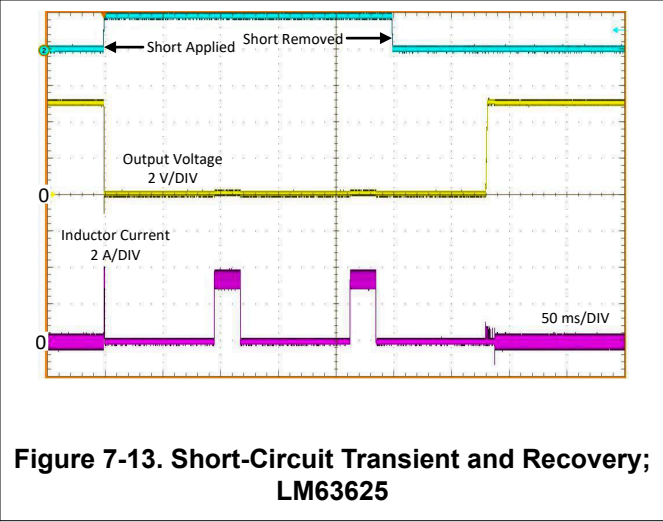 2
Short Applied
Short Removed
Output Voltage
2 V/DIV
0
Inductor Current
2 A/DIV
50 ms/DIV
0
Figure 7-13. Short-Circuit Transient and Recovery;
LM63625